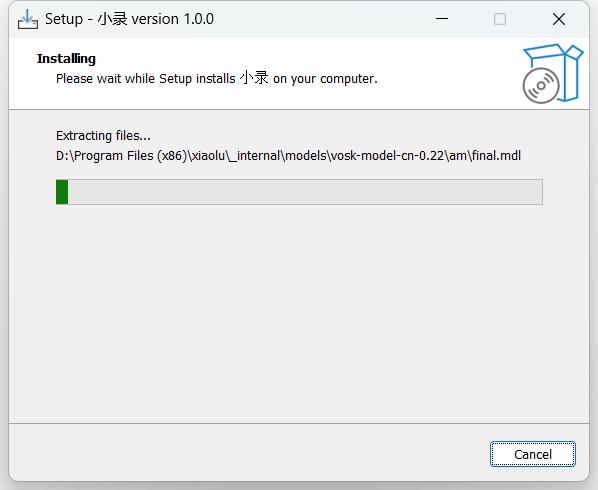 Setup - 小录 version 1.0.0
Installing
Please wait while Setup installs 小录 on your computer.
Extracting files...
D:\Program Files (x86)\xiaolu\_internal\models\vosk-model-cn-0.22\am\final.mdl
Cancel